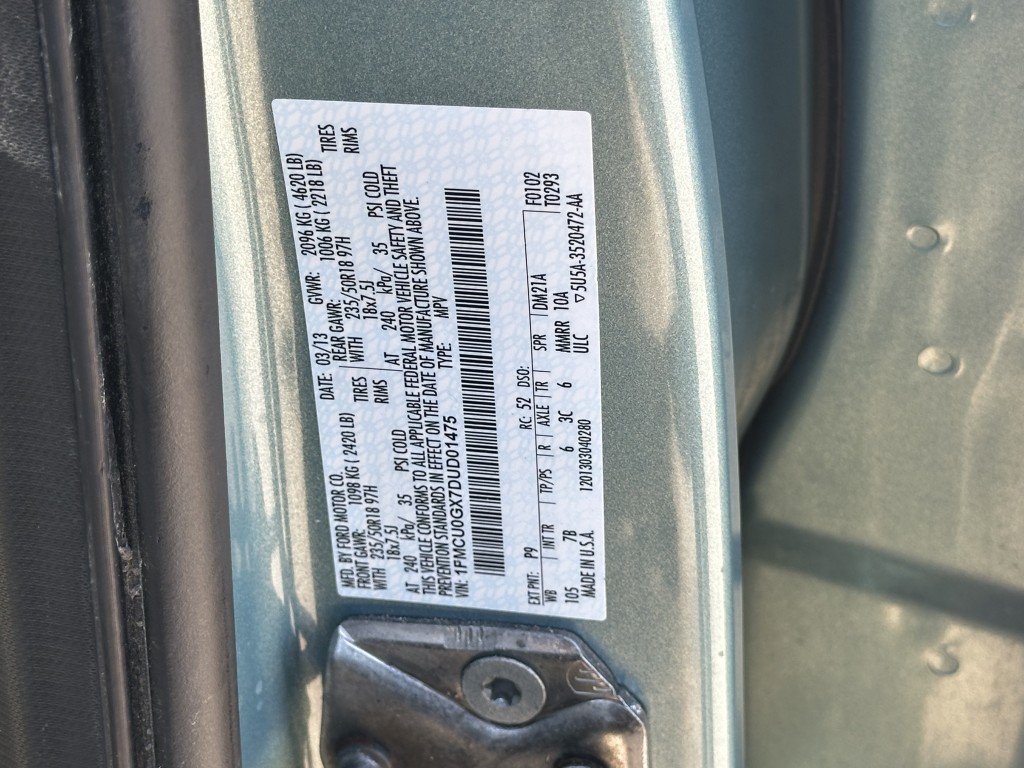 MFD. BY FORD MOTOR CO.
DATE: 03/13 GVWR: 2096 KG ( 4620 LB)
FRONT GAWR: 1098 KG ( 2420 LB)
REAR GAWR: 1006 KG ( 2218 LB)
WITH 235/50R18 97H TIRES
WITH 235/50R18 97H TIRES
18x7.5J RIMS
18x7.5J RIMS
AT 240 kPa/ 35 PSI COLD
AT 240 kPa/ 35 PSI COLD
THIS VEHICLE CONFORMS TO ALL APPLICABLE FEDERAL MOTOR VEHICLE SAFETY AND THEFT
PREVENTION STANDARDS IN EFFECT ON THE DATE OF MANUFACTURE SHOWN ABOVE.
VIN: 1FMCU0GX7DUD01475 TYPE: MPV
EXT PNT: P9 RC: 52 DSO: F0102
WB INT TR TP/PS R AXLE TR SPR DM21A T0293
105 7B 6 3C 6 MMRR 10A
MADE IN U.S.A. 1201303040280 ULC ▽5U5A-3520472-AA